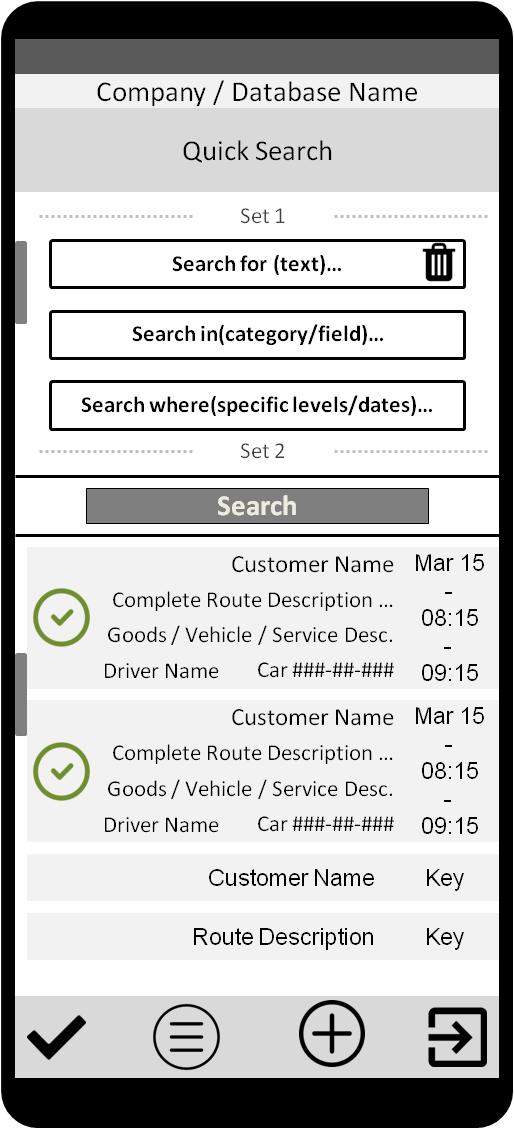 Company / Database Name
Quick Search
Set 1
Search for (text)...
Search in(category/field)...
Search where(specific levels/dates)...
Set 2
Search
Customer Name Mar 15
Complete Route Description ... -
08:15
Goods / Vehicle / Service Desc. -
Driver Name Car ###-##-### 09:15
Customer Name Mar 15
Complete Route Description ... -
08:15
Goods / Vehicle / Service Desc. -
Driver Name Car ###-##-### 09:15
Customer Name Key
Route Description Key